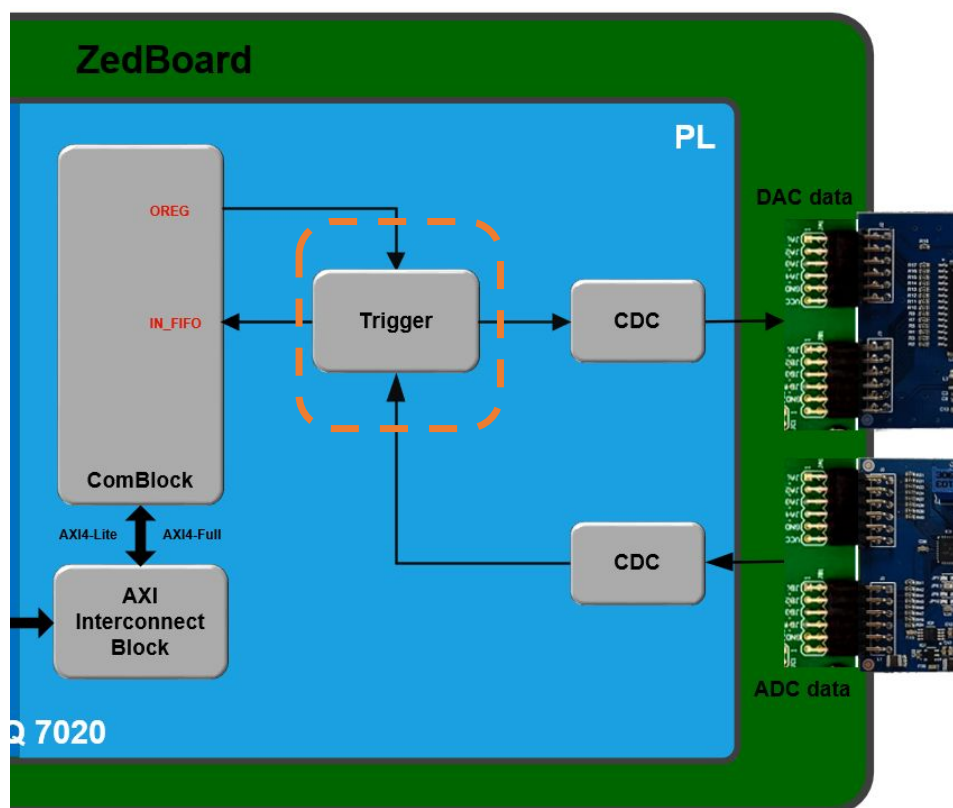 ZedBoard
PL
DAC data
OREG
IN_FIFO
Trigger
CDC
ComBlock
AXI4-Lite
AXI4-Full
CDC
AXI
Interconnect
Block
ADC data
Q 7020